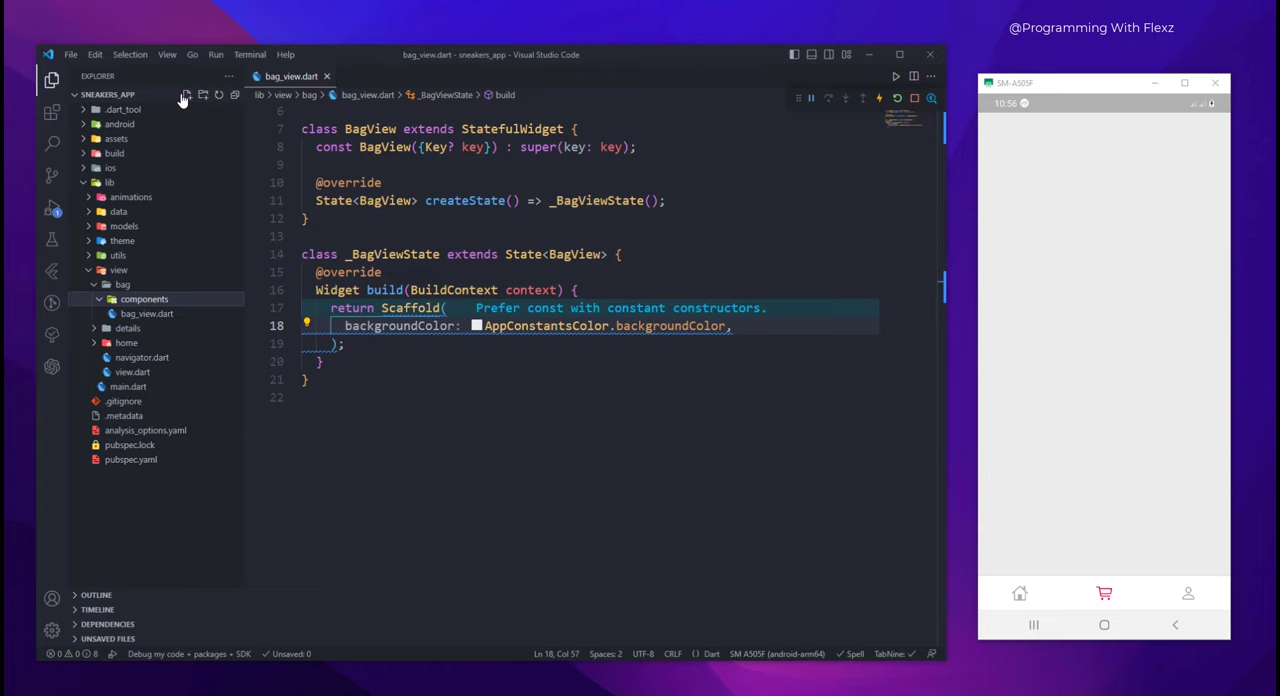 @Programming With Flexz
File Edit Selection View Go Run Terminal Help
bag_view.dart - sneakers_app - Visual Studio Code
EXPLORER
SNEAKERS_APP
.dart_tool
android
assets
build
ios
lib
animations
data
models
theme
utils
view
bag
components
bag_view.dart
details
home
navigator.dart
view.dart
main.dart
.gitignore
.metadata
analysis_options.yaml
pubspec.lock
pubspec.yaml
OUTLINE
TIMELINE
DEPENDENCIES
UNSAVED FILES
bag_view.dart
lib > view > bag > bag_view.dart > _BagViewState > build
6
7 class BagView extends StatefulWidget {
8 const BagView({Key? key}) : super(key: key);
9
10 @override
11 State<BagView> createState() => _BagViewState();
12 }
13
14 class _BagViewState extends State<BagView> {
15 @override
16 Widget build(BuildContext context) {
17 return Scaffold( Prefer const with constant constructors.
18 backgroundColor: AppConstantsColor.backgroundColor,
19 );
20 }
21 }
22
1
0 0 8 Debug my code + packages + SDK Unsaved: 0 Ln 18, Col 57 Spaces: 2 UTF-8 CRLF { } Dart SM A505F (android-arm64) Spell TabNine:
SM-A505F
10:56